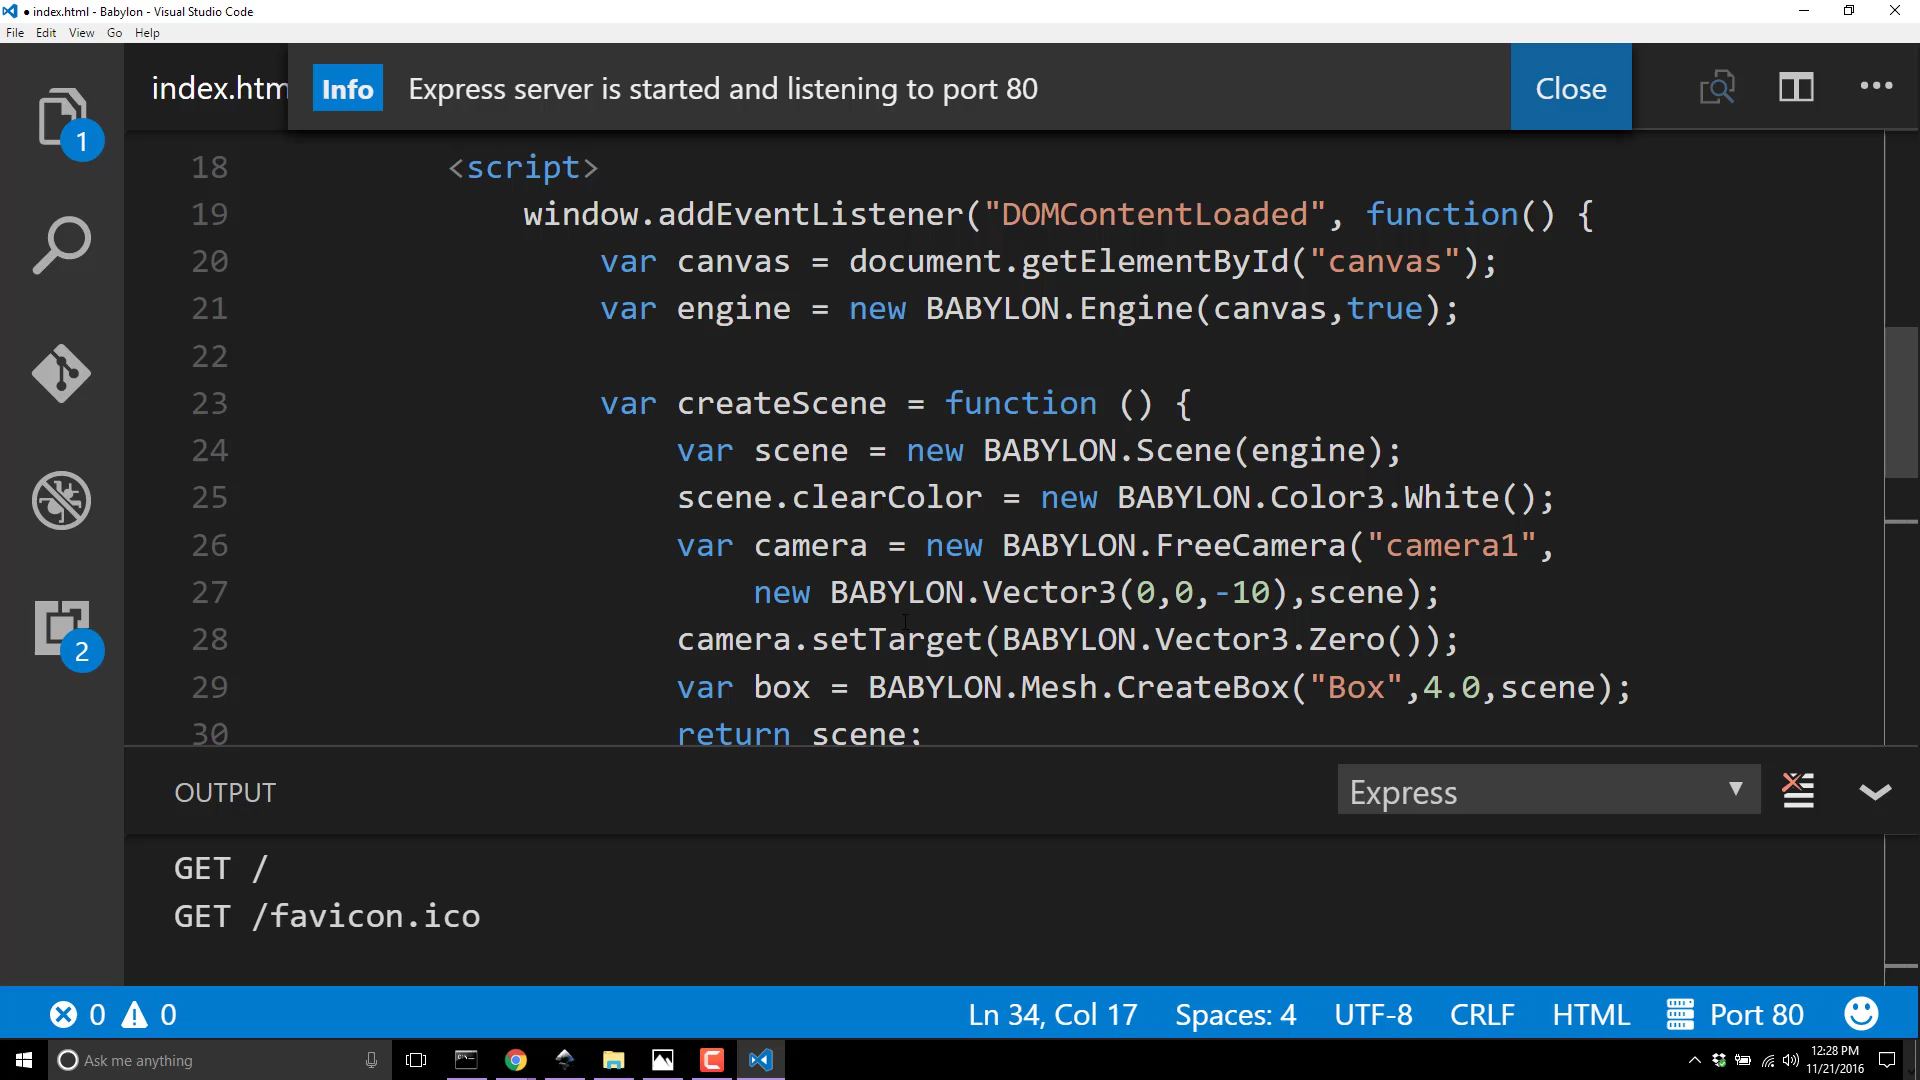 ● index.html - Babylon - Visual Studio Code
File Edit View Go Help
index.htm
Info Express server is started and listening to port 80 Close
1
2
18 <script>
19 window.addEventListener("DOMContentLoaded", function() {
20 var canvas = document.getElementById("canvas");
21 var engine = new BABYLON.Engine(canvas,true);
22
23 var createScene = function () {
24 var scene = new BABYLON.Scene(engine);
25 scene.clearColor = new BABYLON.Color3.White();
26 var camera = new BABYLON.FreeCamera("camera1",
27 new BABYLON.Vector3(0,0,-10),scene);
28 camera.setTarget(BABYLON.Vector3.Zero());
29 var box = BABYLON.Mesh.CreateBox("Box",4.0,scene);
30 return scene;
OUTPUT Express
GET /
GET /favicon.ico
0 0 Ln 34, Col 17 Spaces: 4 UTF-8 CRLF HTML Port 80
Ask me anything
12:28 PM
11/21/2016